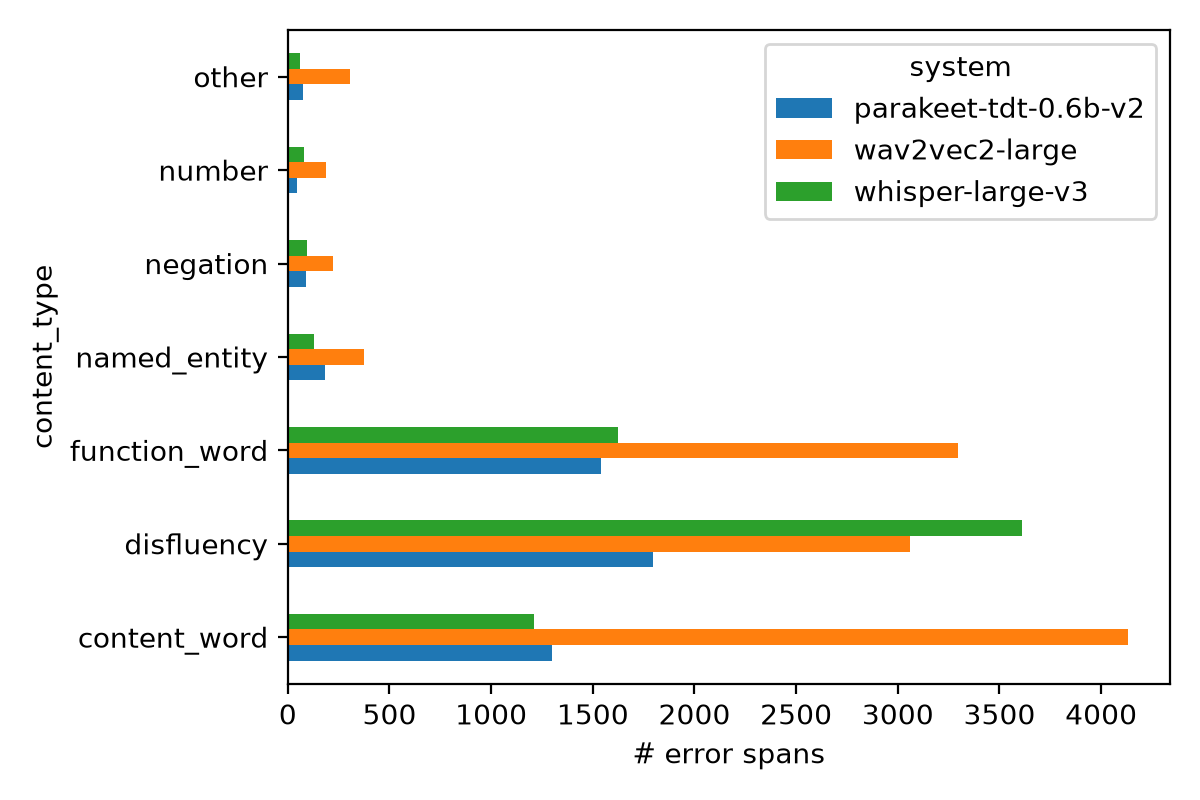 system
parakeet-tdt-0.6b-v2
wav2vec2-large
whisper-large-v3
content_type
other
number
negation
named_entity
function_word
disfluency
content_word
0 500 1000 1500 2000 2500 3000 3500 4000
# error spans